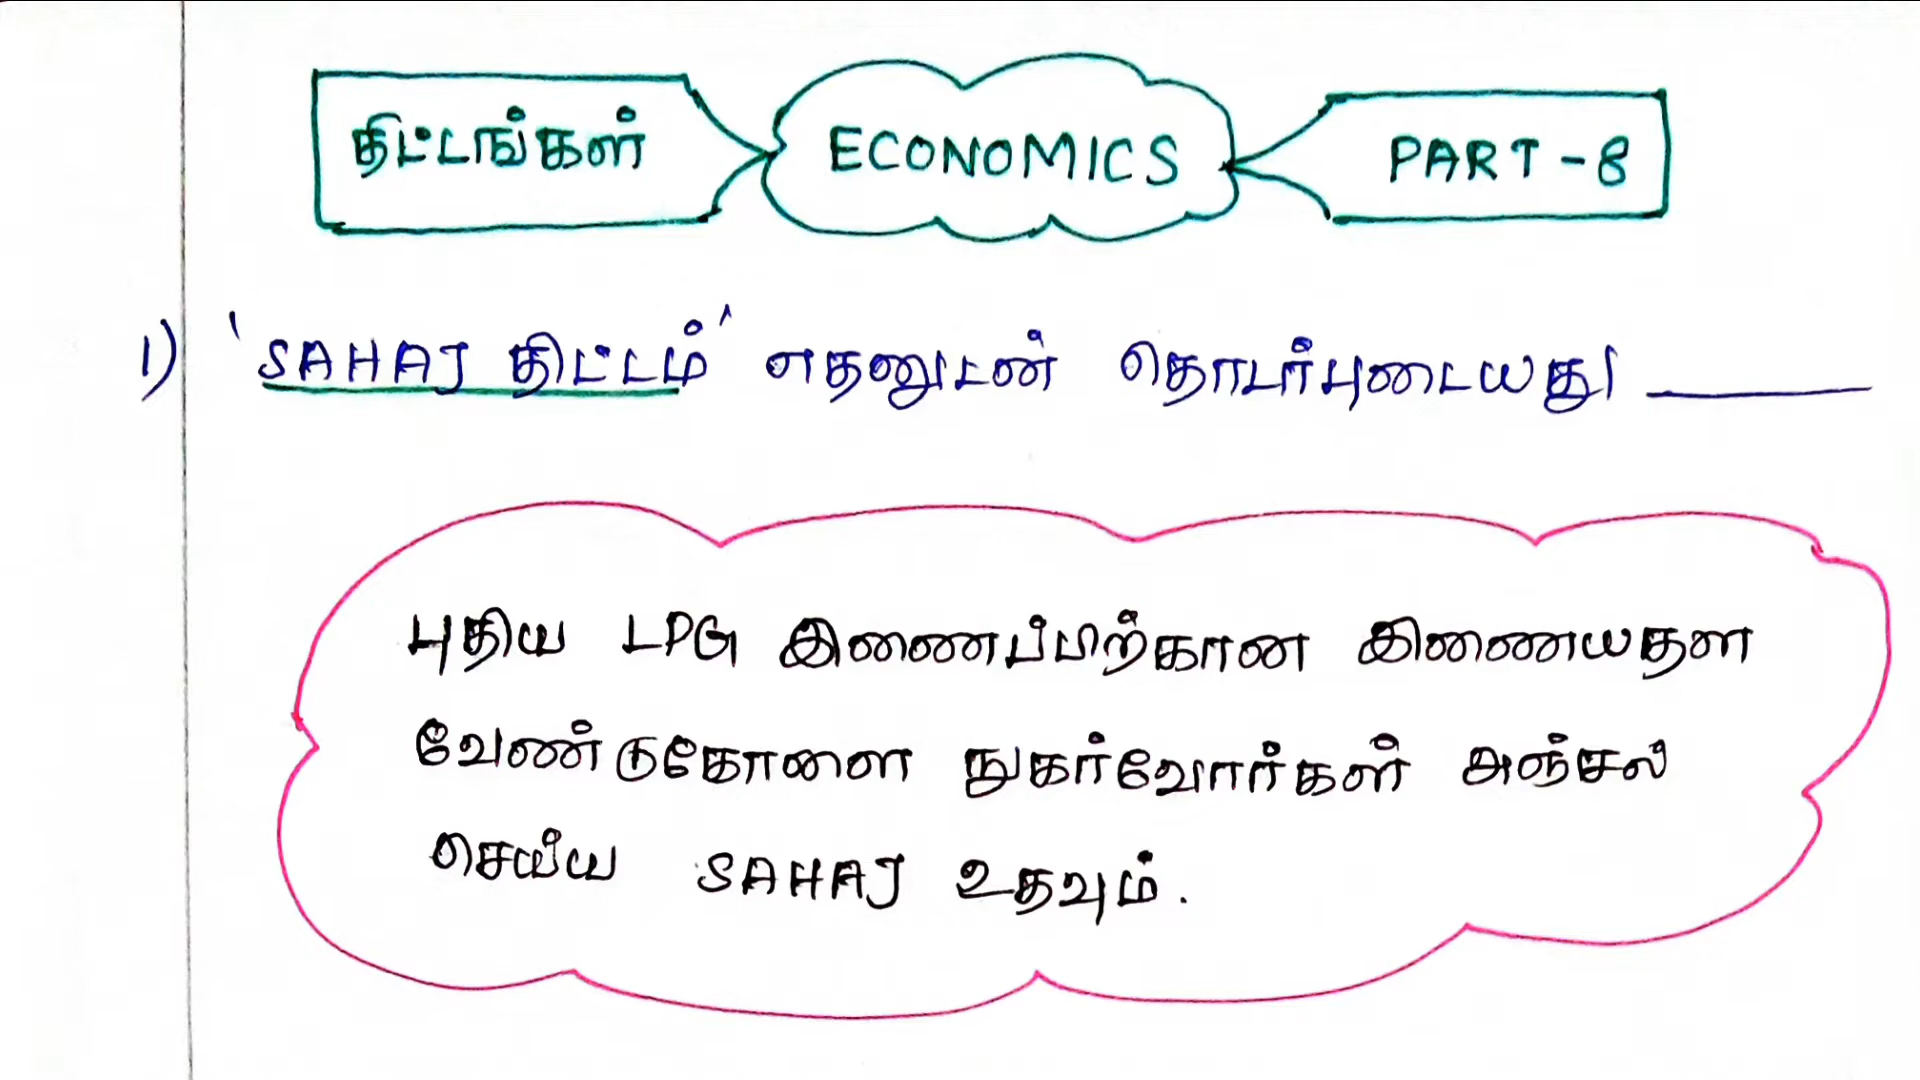 திட்டங்கள் ECONOMICS PART-8
1) 'SAHAJ திட்டம்' எதனுடன் தொடர்புடையது ______
புதிய LPG இணைப்பிற்கான இணையதள
வேண்டுகோளை நுகர்வோர்கள் அஞ்சல்
செய்ய SAHAJ உதவும்.